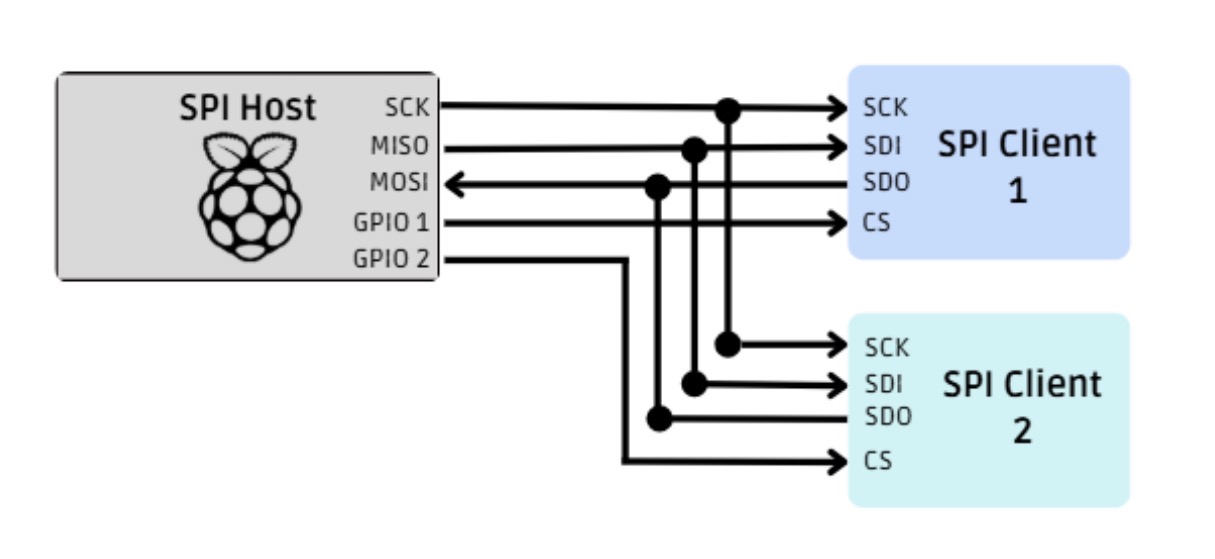 SPI Host
SCK
MISO
MOSI
GPIO 1
GPIO 2
SCK
SDI
SDO
CS
SPI Client
1
SCK
SDI
SDO
CS
SPI Client
2